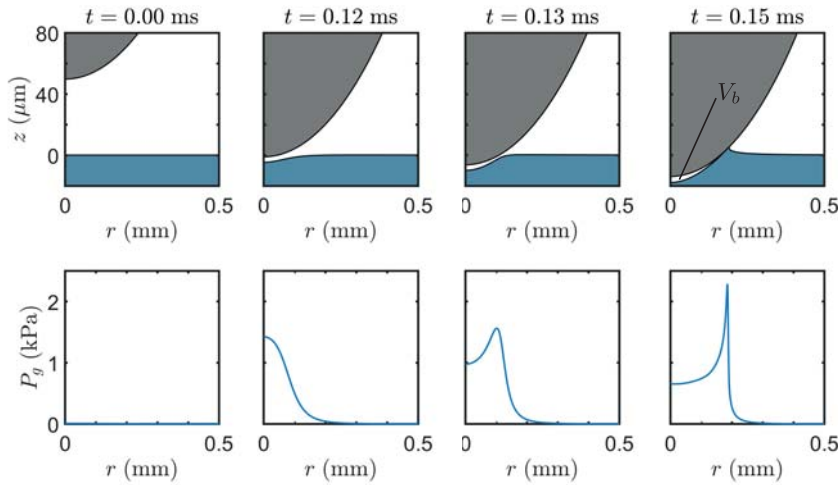 t = 0.00 ms
t = 0.12 ms
t = 0.13 ms
t = 0.15 ms
80
40
0
z (μm)
V_b
0 0.5
0 0.5
0 0.5
0 0.5
r (mm)
r (mm)
r (mm)
r (mm)
2
1
0
P_g (kPa)
0 0.5
0 0.5
0 0.5
0 0.5
r (mm)
r (mm)
r (mm)
r (mm)